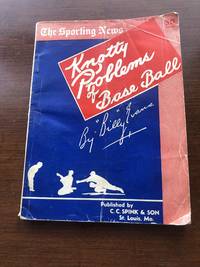 The Sporting News
Knotty
Problems
of
Base Ball
By "Billy" Evans
Published by
C. C. SPINK & SON
St. Louis, Mo.